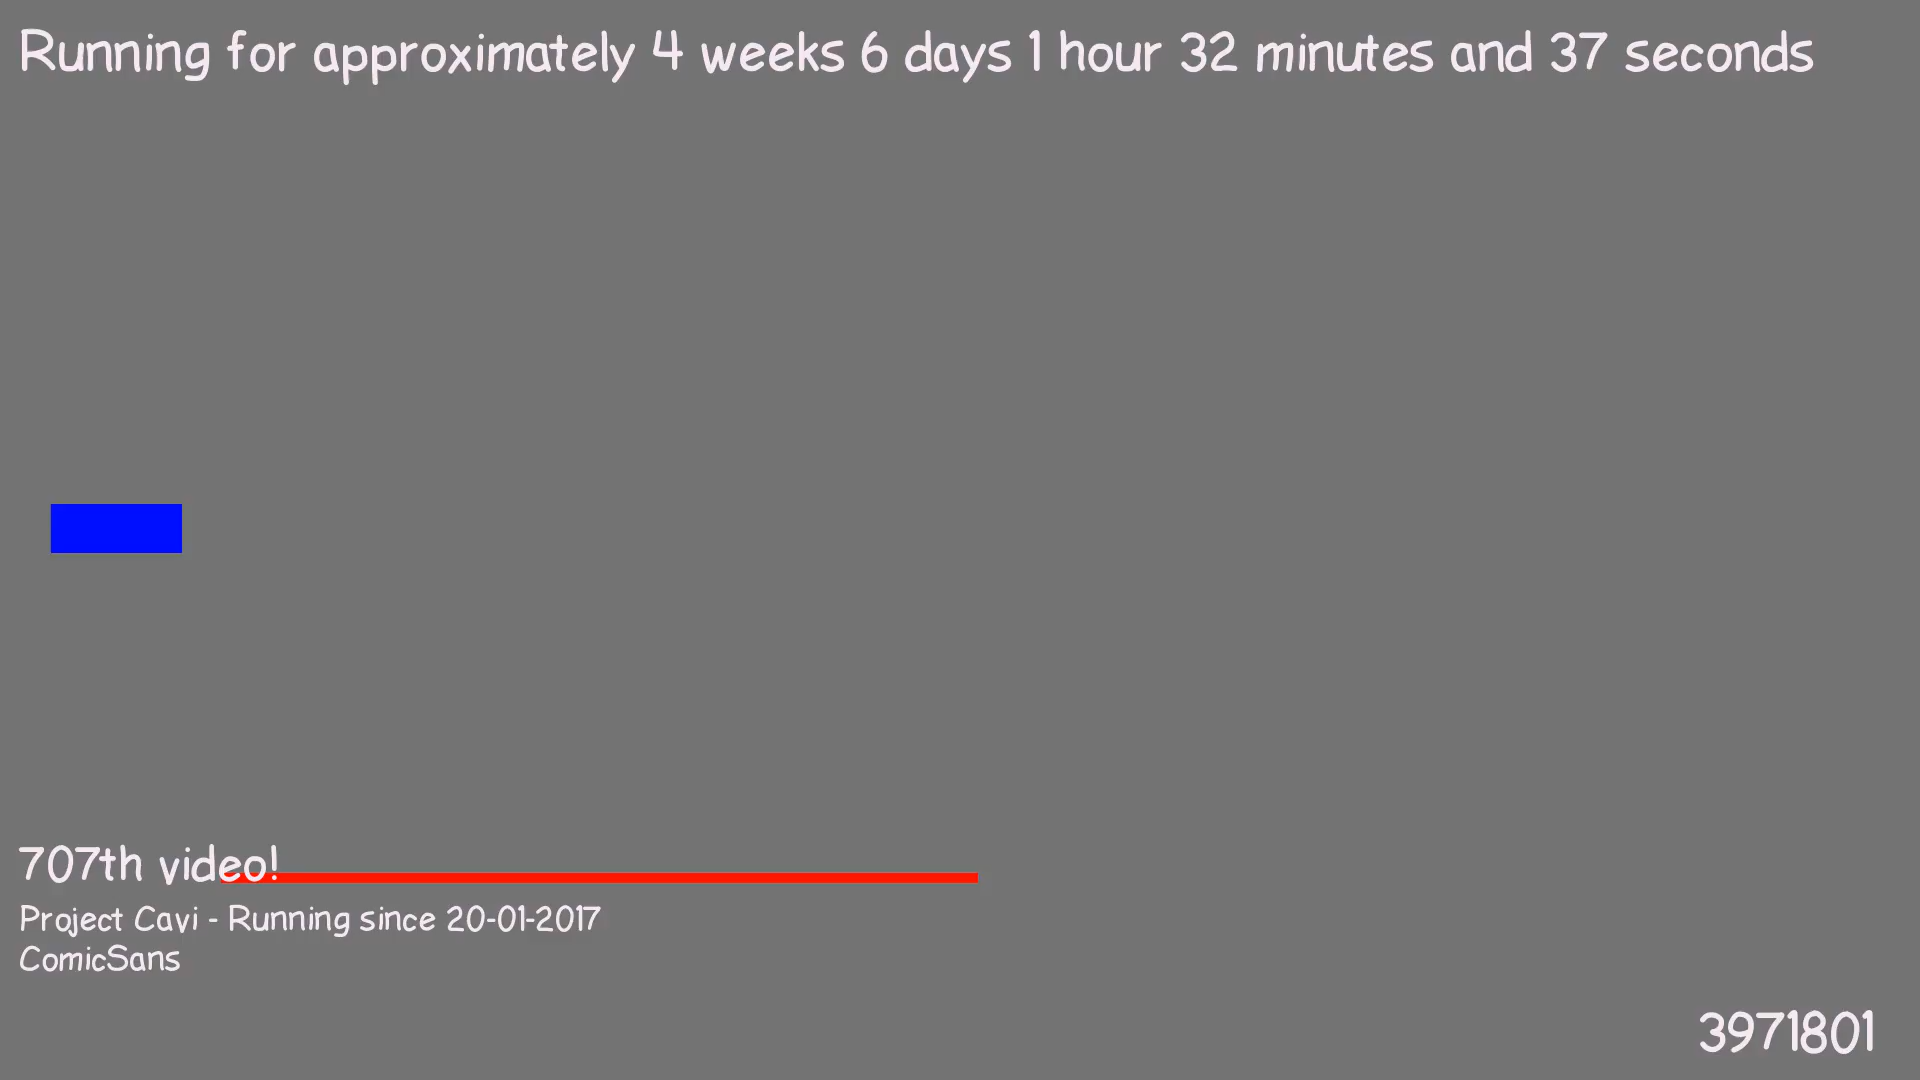 Running for approximately 4 weeks 6 days 1 hour 32 minutes and 37 seconds
707th video!
Project Cavi - Running since 20-01-2017
ComicSans
3971801